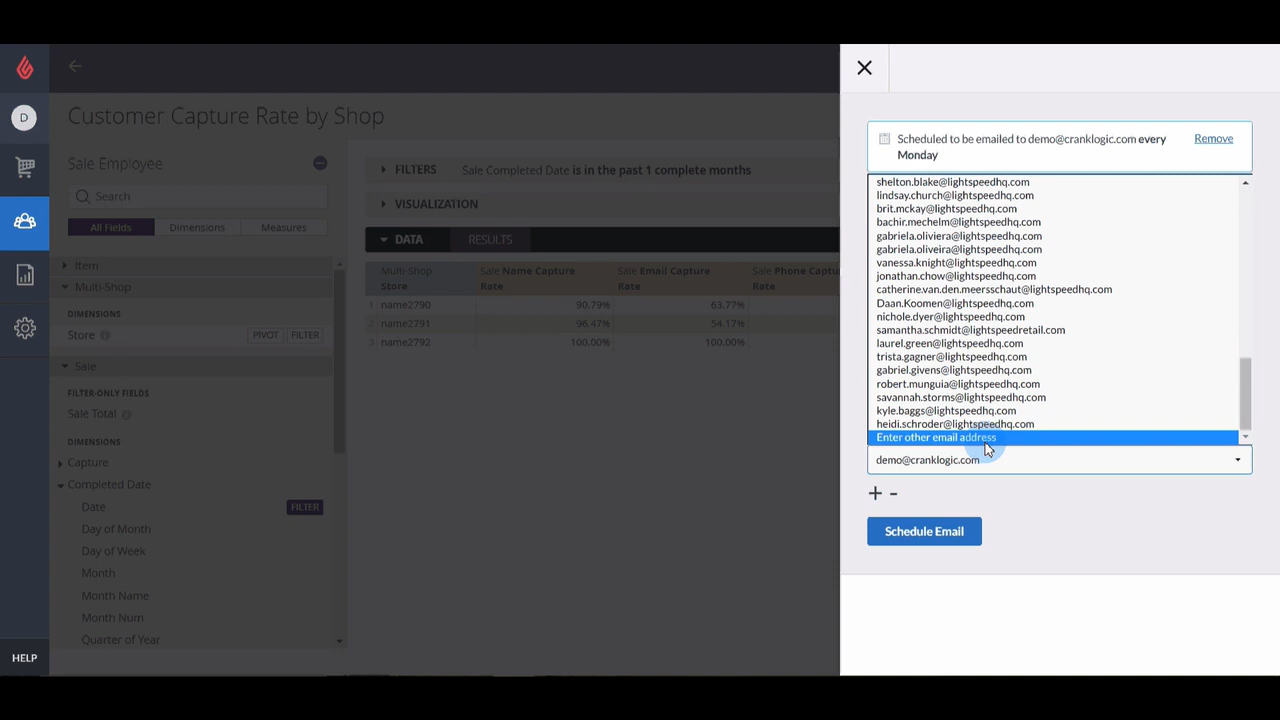 D
Customer Capture Rate by Shop
Sale Employee
Search
All Fields
Dimensions
Measures
Item
Multi-Shop
DIMENSIONS
Store
PIVOT
FILTER
Sale
FILTER-ONLY FIELDS
Sale Total
DIMENSIONS
Capture
Completed Date
Date
FILTER
Day of Month
Day of Week
Month
Month Name
Month Num
Quarter of Year
HELP
FILTERS
Sale Completed Date is in the past 1 complete months
VISUALIZATION
DATA
RESULTS
Multi-Shop Store
Sale Name Capture Rate
Sale Email Capture Rate
Sale Phone Captu Rate
1 name2790 90.79% 63.77%
2 name2791 96.47% 54.17%
3 name2792 100.00% 100.00%
Scheduled to be emailed to demo@cranklogic.com every
Monday
Remove
shelton.blake@lightspeedhq.com
lindsay.church@lightspeedhq.com
brit.mckay@lightspeedhq.com
bachir.mechelm@lightspeedhq.com
gabriela.oliviera@lightspeedhq.com
gabriela.oliveira@lightspeedhq.com
vanessa.knight@lightspeedhq.com
jonathan.chow@lightspeedhq.com
catherine.van.den.meersschaut@lightspeedhq.com
Daan.Koomen@lightspeedhq.com
nichole.dyer@lightspeedhq.com
samantha.schmidt@lightspeedretail.com
laurel.green@lightspeedhq.com
trista.gagner@lightspeedhq.com
gabriel.givens@lightspeedhq.com
robert.munguia@lightspeedhq.com
savannah.storms@lightspeedhq.com
kyle.baggs@lightspeedhq.com
heidi.schroder@lightspeedhq.com
Enter other email address
demo@cranklogic.com
+ -
Schedule Email